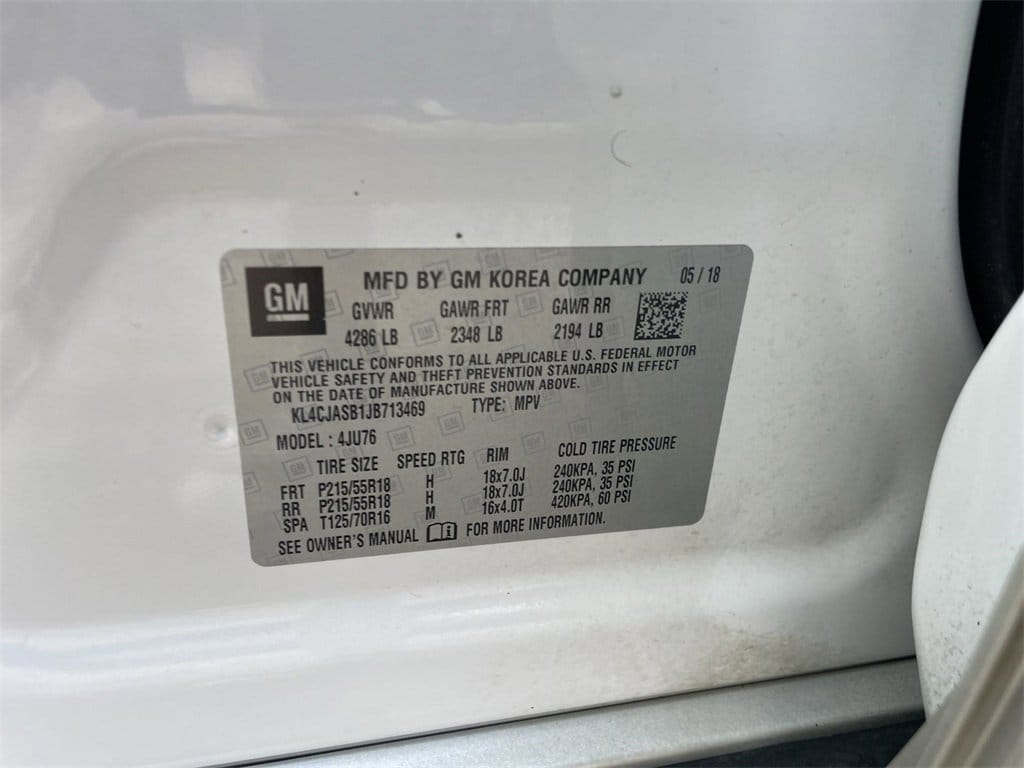 GM
MFD BY GM KOREA COMPANY 05 / 18
GVWR GAWR FRT GAWR RR
4286 LB 2348 LB 2194 LB
THIS VEHICLE CONFORMS TO ALL APPLICABLE U.S. FEDERAL MOTOR
VEHICLE SAFETY AND THEFT PREVENTION STANDARDS IN EFFECT
ON THE DATE OF MANUFACTURE SHOWN ABOVE.
KL4CJASB1JB713469 TYPE: MPV
MODEL : 4JU76
TIRE SIZE SPEED RTG RIM COLD TIRE PRESSURE
FRT P215/55R18 H 18x7.0J 240KPA, 35 PSI
RR P215/55R18 H 18x7.0J 240KPA, 35 PSI
SPA T125/70R16 M 16x4.0T 420KPA, 60 PSI
SEE OWNER'S MANUAL FOR MORE INFORMATION.